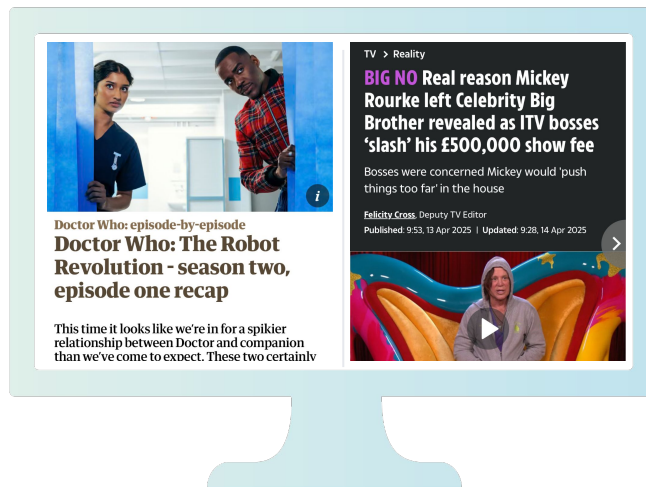 i
Doctor Who: episode-by-episode
Doctor Who: The Robot
Revolution - season two,
episode one recap
This time it looks like we're in for a spikier
relationship between Doctor and companion
than we've come to expect. These two certainly
TV > Reality
BIG NO Real reason Mickey
Rourke left Celebrity Big
Brother revealed as ITV bosses
‘slash’ his £500,000 show fee
Bosses were concerned Mickey would 'push
things too far' in the house
Felicity Cross, Deputy TV Editor
Published: 9:53, 13 Apr 2025 | Updated: 9:28, 14 Apr 2025